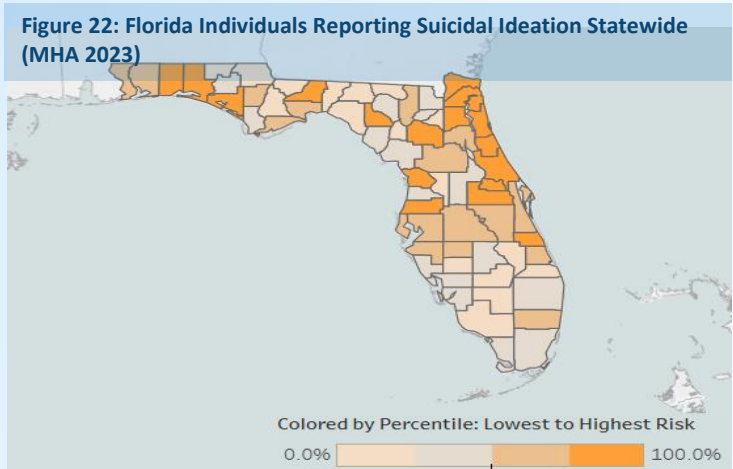 Figure 22: Florida Individuals Reporting Suicidal Ideation Statewide
(MHA 2023)
Colored by Percentile: Lowest to Highest Risk
0.0% 100.0%